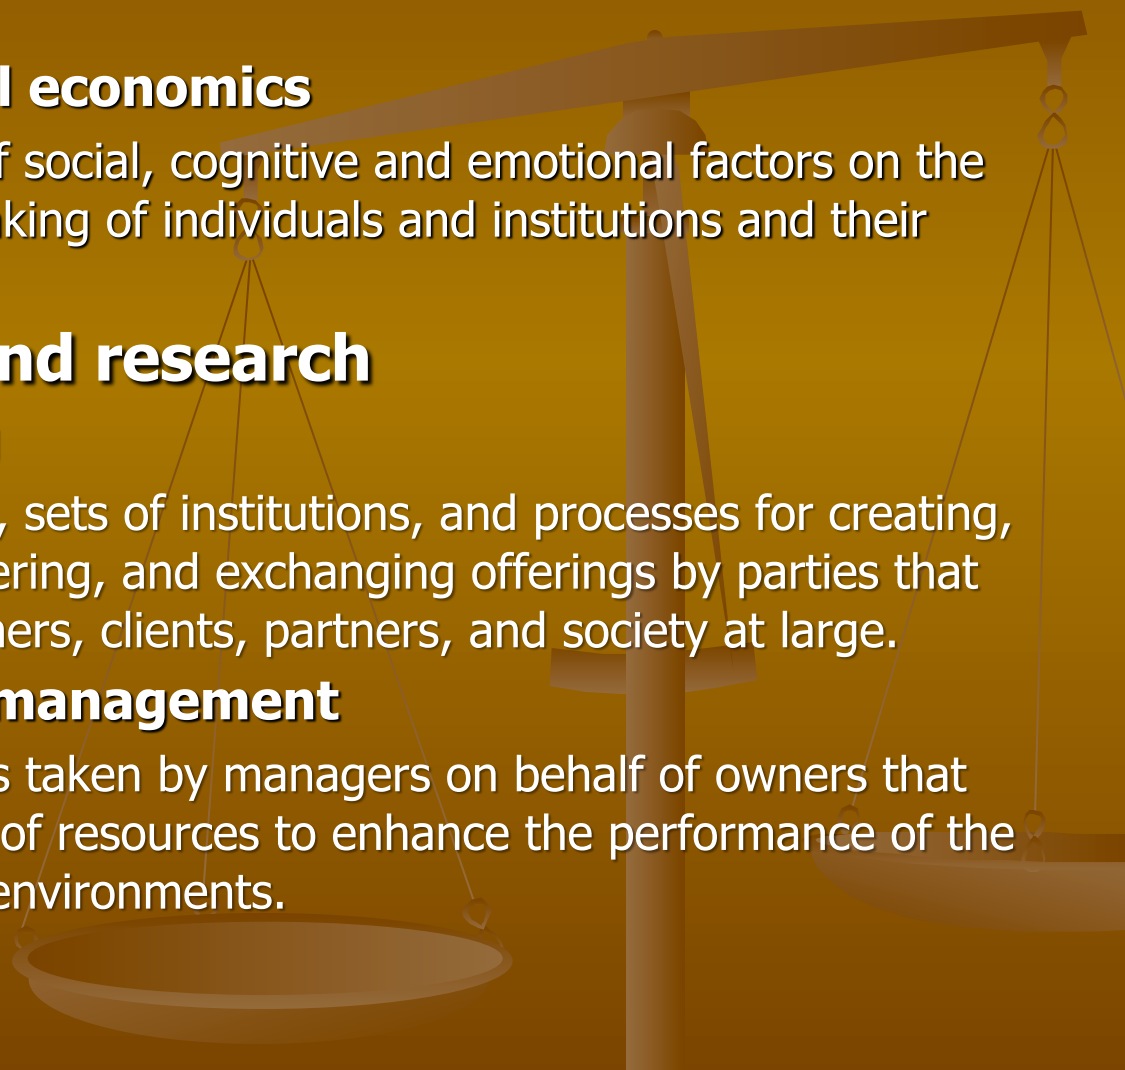 l economics
f social, cognitive and emotional factors on the
king of individuals and institutions and their
nd research
, sets of institutions, and processes for creating,
ering, and exchanging offerings by parties that
ners, clients, partners, and society at large.
management
s taken by managers on behalf of owners that
of resources to enhance the performance of the
environments.